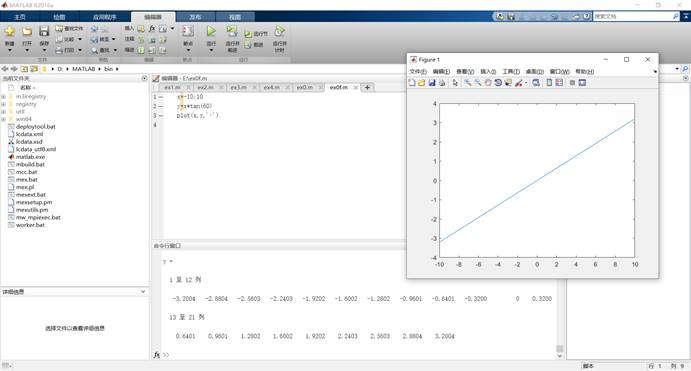 MATLAB R2016a
主页 绘图 应用程序 编辑器 发布 视图
搜索文档
新建 打开 保存 查找文件 比较 打印
插入 注释 缩进
转至 查找
断点 运行 运行并前进 运行节 前进 运行并计时
文件 编辑 断点 运行
D: MATLAB bin
当前文件夹
名称
m3iregistry
registry
util
win64
deploytool.bat
lcdata.xml
lcdata.xsd
lcdata_utf8.xml
matlab.exe
mbuild.bat
mcc.bat
mex.bat
mex.pl
mexext.bat
mexsetup.pm
mexutils.pm
mw_mpiexec.bat
worker.bat
详细信息
选择文件以查看详细信息
编辑器 - E:\ex0f.m
ex1.m ex2.m ex3.m ex4.m ex0.m ex0f.m
1 x=-10:10
2 y=x*tan(60)
3 plot(x,y,'-')
4
命令行窗口
y =
1 至 12 列
-3.2004 -2.8804 -2.5603 -2.2403 -1.9202 -1.6002 -1.2802 -0.9601 -0.6401 -0.3200 0 0.3200
13 至 21 列
0.6401 0.9601 1.2802 1.6002 1.9202 2.2403 2.5603 2.8804 3.2004
fx >>
Figure 1
文件(F) 编辑(E) 查看(V) 插入(I) 工具(T) 桌面(D) 窗口(W) 帮助(H)
4
3
2
1
0
-1
-2
-3
-4
-10 -8 -6 -4 -2 0 2 4 6 8 10
脚本 行 1 列 9